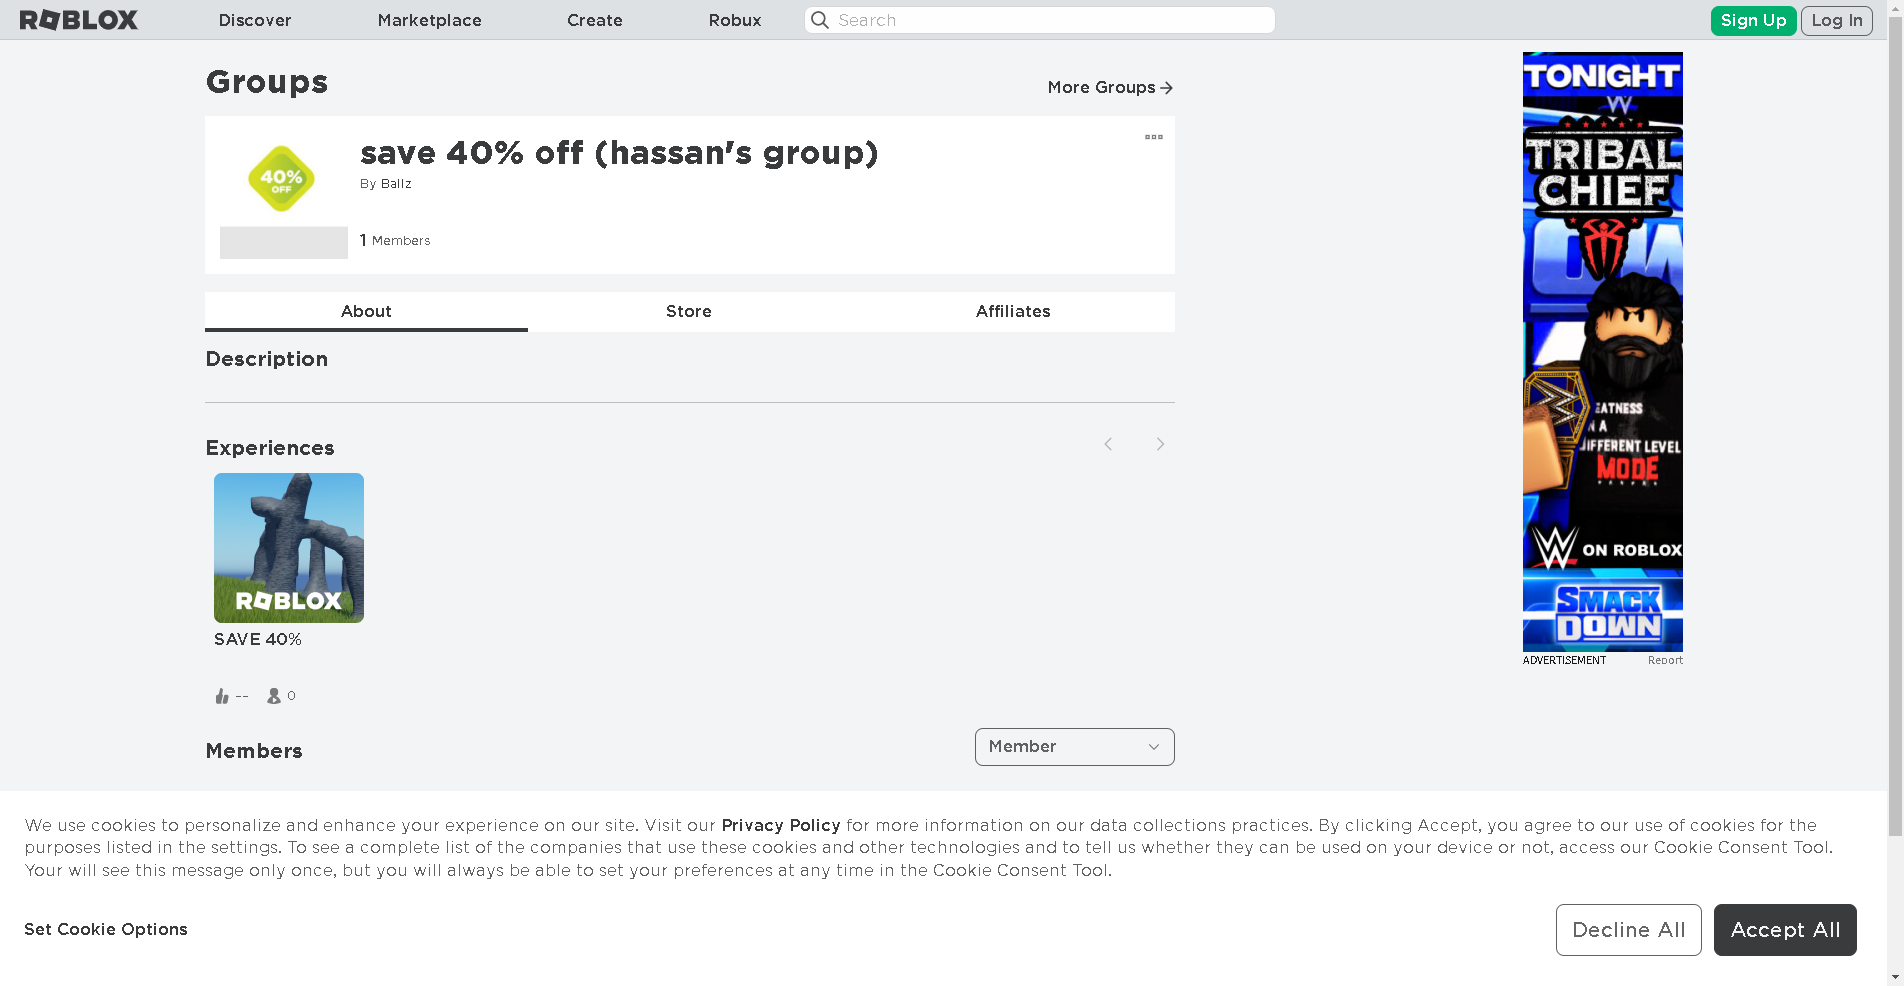 ROBLOX Discover Marketplace Create Robux Search Sign Up Log In
Groups
More Groups
save 40% off (hassan's group)
By Ballz
40%
OFF
1 Members
About Store Affiliates
Description
Experiences
ROBLOX
SAVE 40%
-- 0
Members
Member
TONIGHT
TRIBAL
CHIEF
EATNESS
N A
IFFERENT LEVEL
MODE
W ON ROBLOX
SMACK
DOWN
ADVERTISEMENT Report
We use cookies to personalize and enhance your experience on our site. Visit our Privacy Policy for more information on our data collections practices. By clicking Accept, you agree to our use of cookies for the
purposes listed in the settings. To see a complete list of the companies that use these cookies and other technologies and to tell us whether they can be used on your device or not, access our Cookie Consent Tool.
Your will see this message only once, but you will always be able to set your preferences at any time in the Cookie Consent Tool.
Set Cookie Options
Decline All Accept All